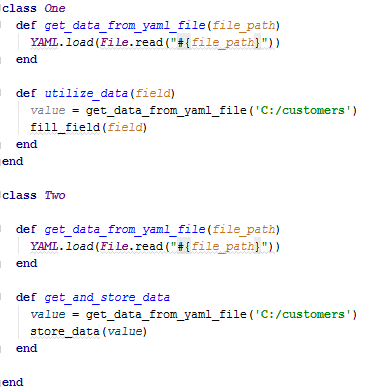 class One
def get_data_from_yaml_file(file_path)
YAML.load(File.read("#{file_path}"))
end
def utilize_data(field)
value = get_data_from_yaml_file('C:/customers')
fill_field(field)
end
end
class Two
def get_data_from_yaml_file(file_path)
YAML.load(File.read("#{file_path}"))
end
def get_and_store_data
value = get_data_from_yaml_file('C:/customers')
store_data(value)
end
end